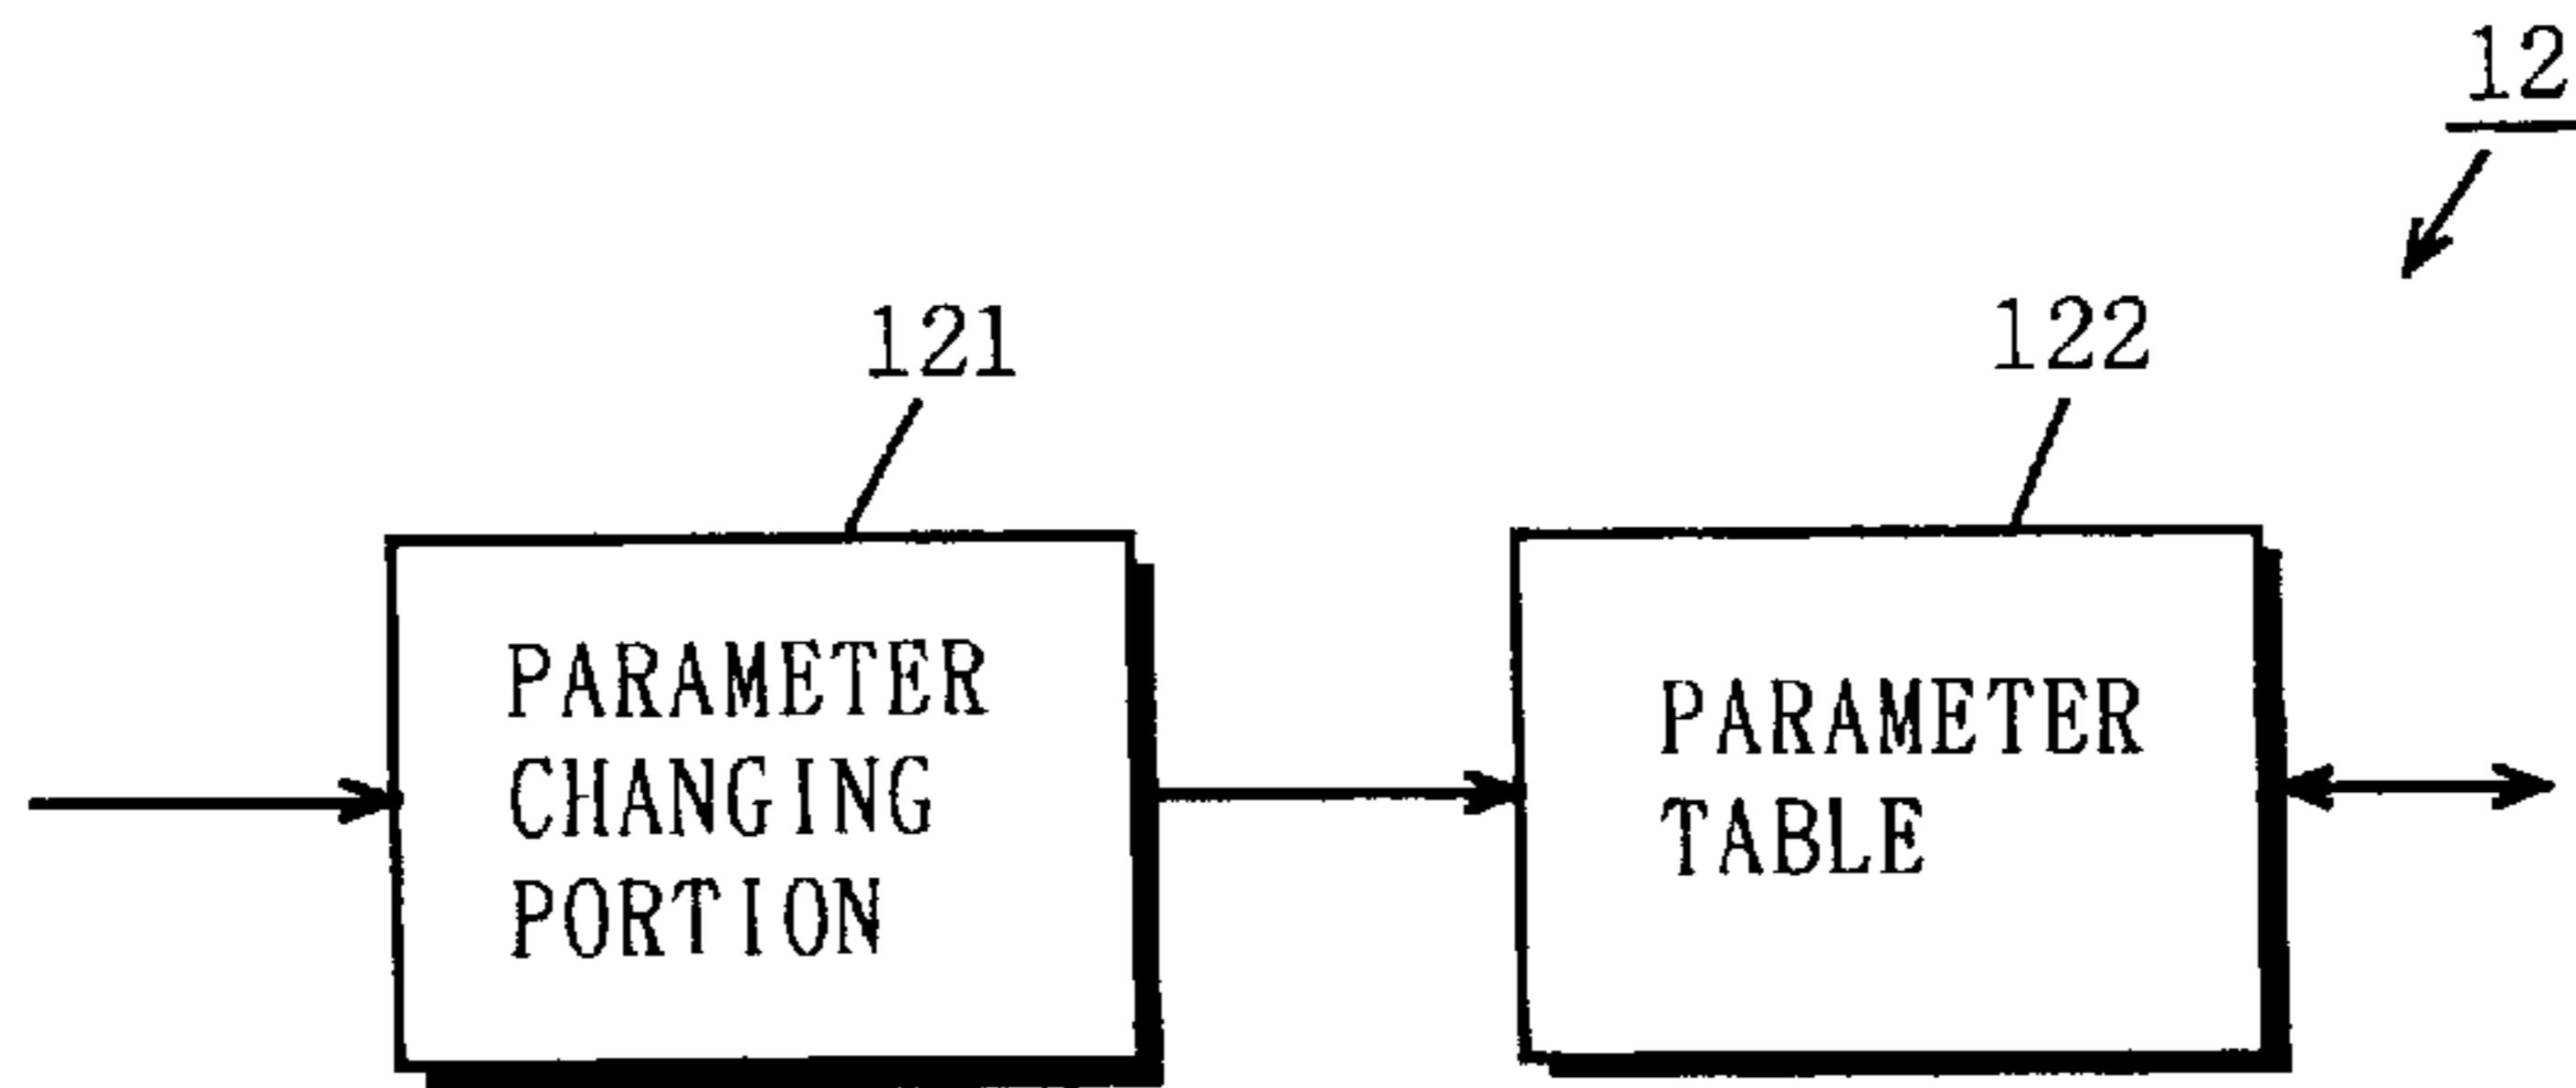 12
121
122
PARAMETER
CHANGING
PORTION
PARAMETER
TABLE